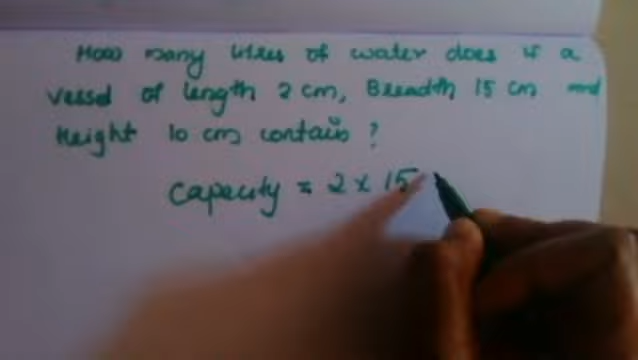 How many litres of water does if a
vessel of length 2 cm, Breadth 15 cm and
height 10 cm contain ?
Capacity = 2 x 15